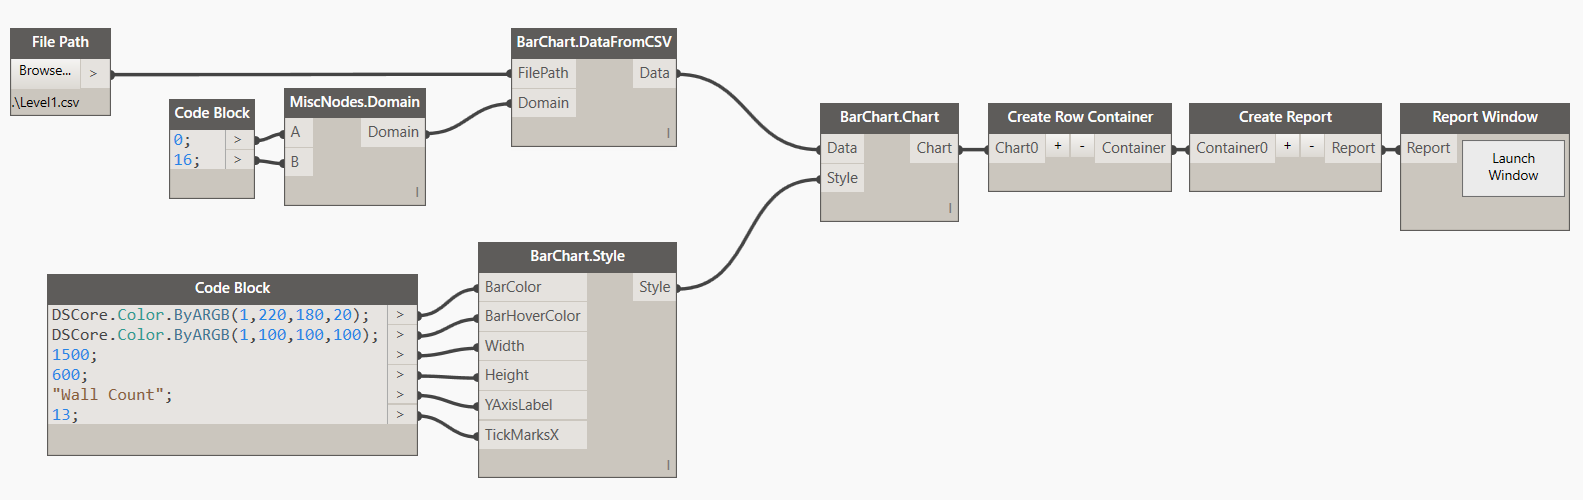 File Path
Browse...
>
.\Level1.csv
Code Block
0;
>
16;
>
MiscNodes.Domain
A
Domain
B
l
BarChart.DataFromCSV
FilePath
Data
Domain
l
Code Block
DSCore.Color.ByARGB(1,220,180,20);
>
DSCore.Color.ByARGB(1,100,100,100);
>
1500;
>
600;
>
"Wall Count";
>
13;
>
BarChart.Style
BarColor
Style
BarHoverColor
Width
Height
YAxisLabel
TickMarksX
l
BarChart.Chart
Data
Chart
Style
l
Create Row Container
Chart0
+
-
Container
Create Report
Container0
+
-
Report
Report Window
Report
Launch
Window